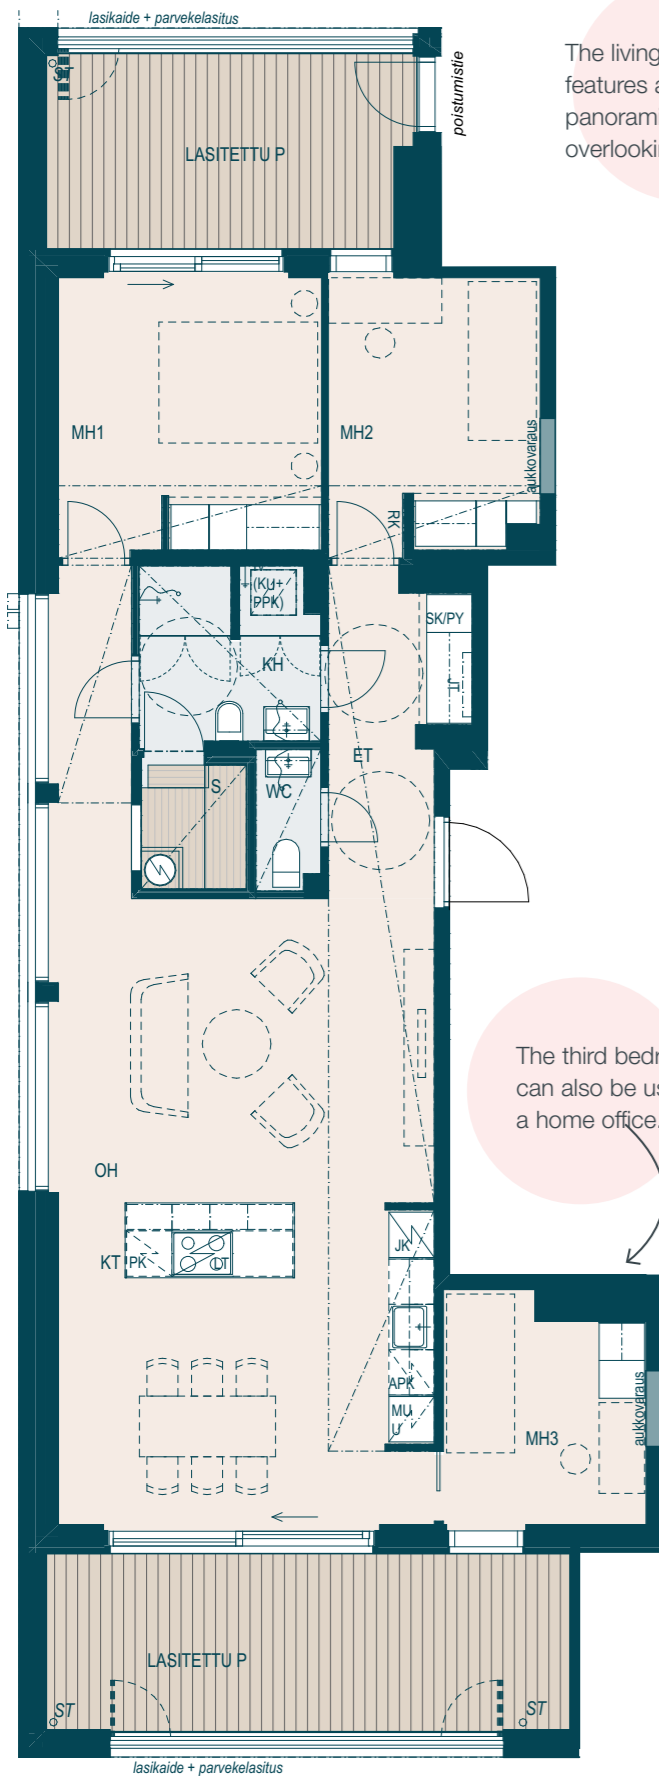 lasikaide + parvekelasitus
ST
poistumistie
LASITETTU P
The living
features a
overlookin
MH1
MH2
aukkovaraus
RK
(KU+
PPK)
SK/PY
JT
KH
ET
S
WC
The third bedr
can also be us
a home office.
OH
KT
PK
LT
JK
APK
MU
U
MH3
aukkovaraus
LASITETTU P
ST
ST
lasikaide + parvekelasitus